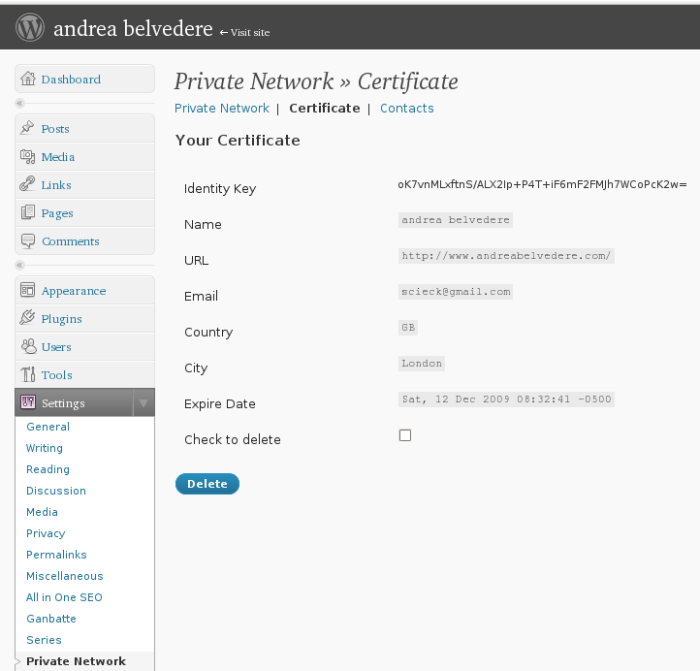 andrea belvedere ← Visit site
Dashboard
Posts
Media
Links
Pages
Comments
Appearance
Plugins
Users
Tools
Settings
General
Writing
Reading
Discussion
Media
Privacy
Permalinks
Miscellaneous
All in One SEO
Ganbatte
Series
Private Network
Private Network » Certificate
Private Network | Certificate | Contacts
Your Certificate
Identity Key oK7vnMLxftnS/ALX2Ip+P4T+iF6mF2FMJh7WCoPcK2w=
Name andrea belvedere
URL http://www.andreabelvedere.com/
Email scieck@gmail.com
Country GB
City London
Expire Date Sat, 12 Dec 2009 08:32:41 -0500
Check to delete
Delete